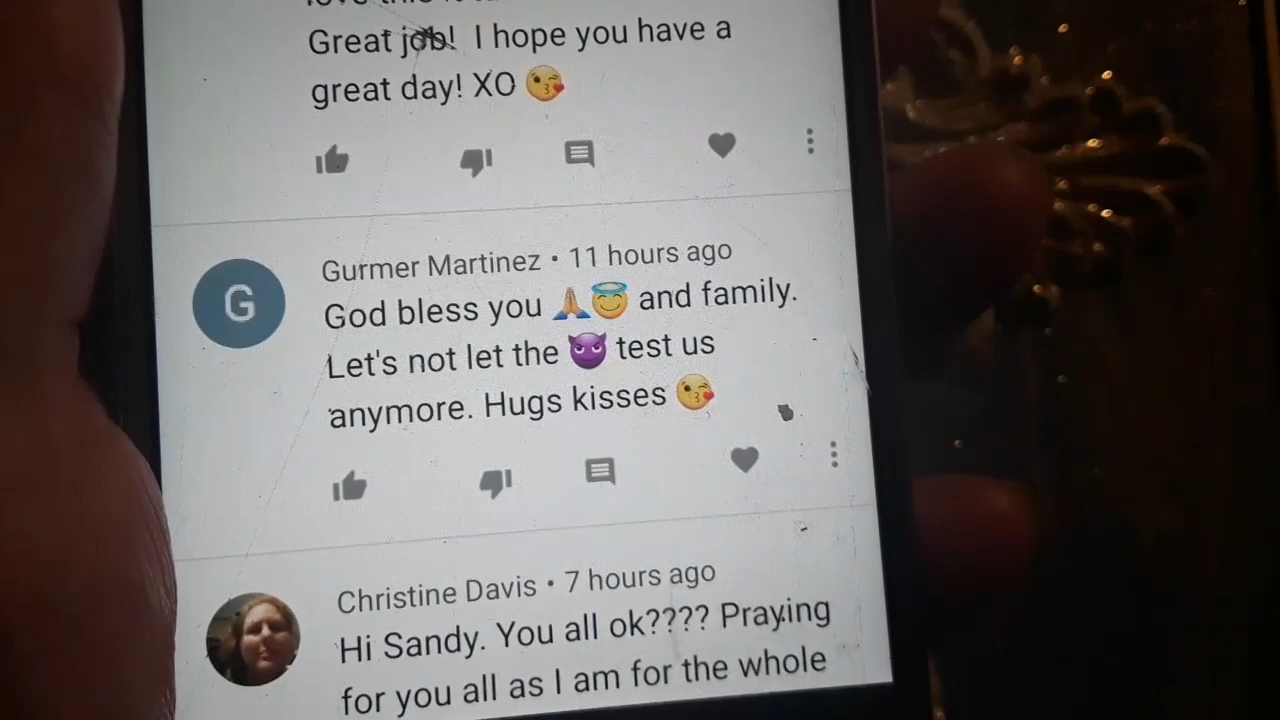 Great job! I hope you have a
great day! XO 😘
G
Gurmer Martinez • 11 hours ago
God bless you 🙏😇 and family.
Let's not let the 😈 test us
anymore. Hugs kisses 😘
Christine Davis • 7 hours ago
Hi Sandy. You all ok???? Praying
for you all as I am for the whole